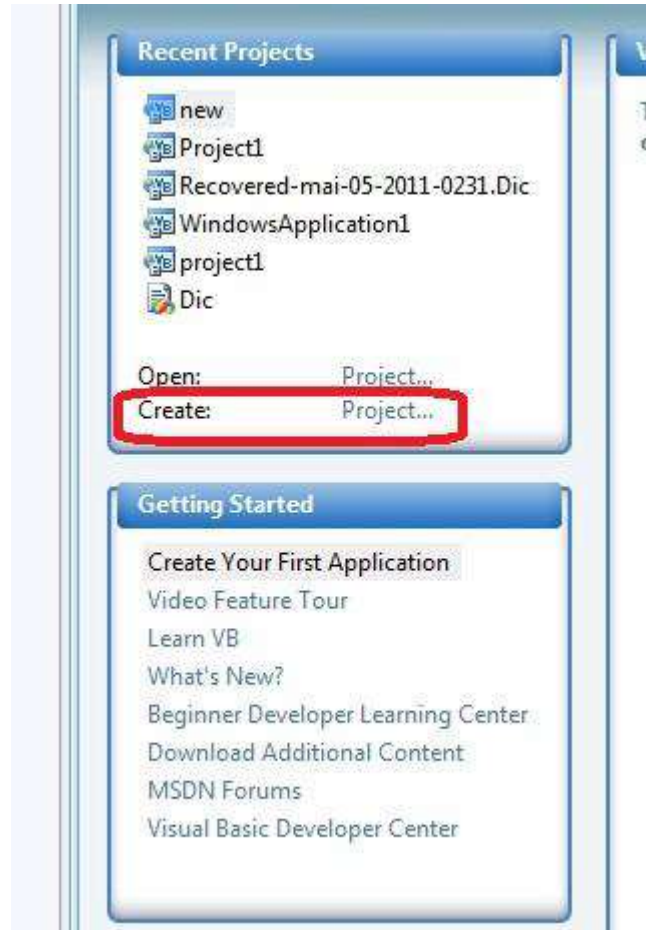 Recent Projects
new
Project1
Recovered-mai-05-2011-0231.Dic
WindowsApplication1
project1
Dic
Open: Project...
Create: Project...
Getting Started
Create Your First Application
Video Feature Tour
Learn VB
What's New?
Beginner Developer Learning Center
Download Additional Content
MSDN Forums
Visual Basic Developer Center